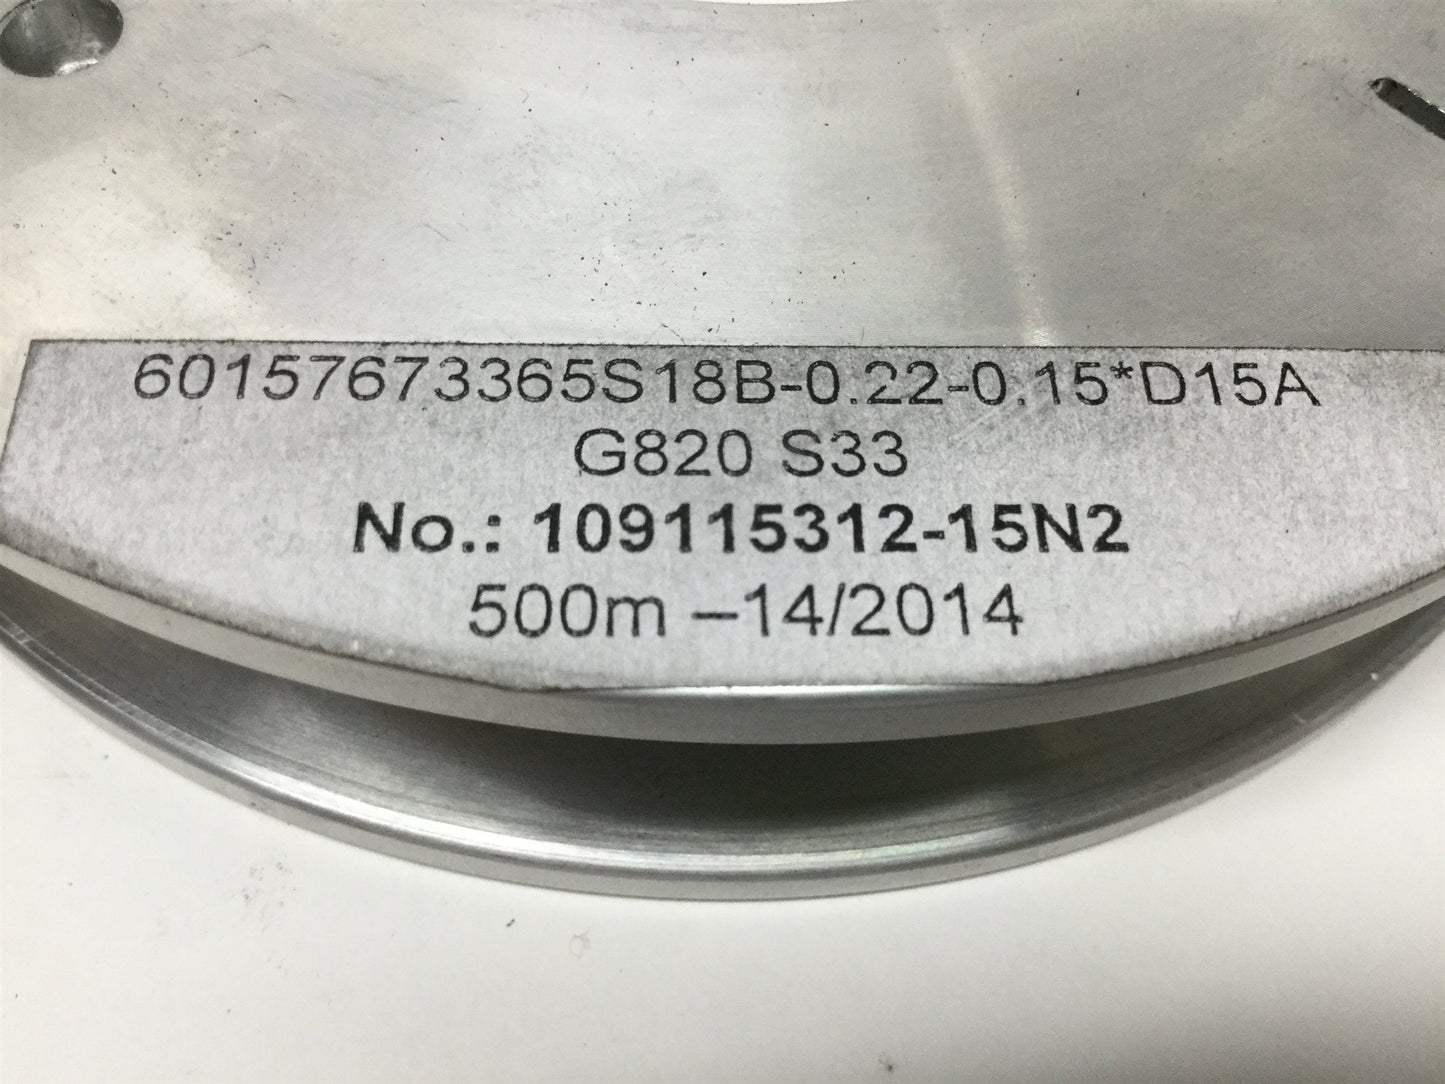 60157673365S18B-0.22-0.15*D15A
G820 S33
No.: 109115312-15N2
500m –14/2014